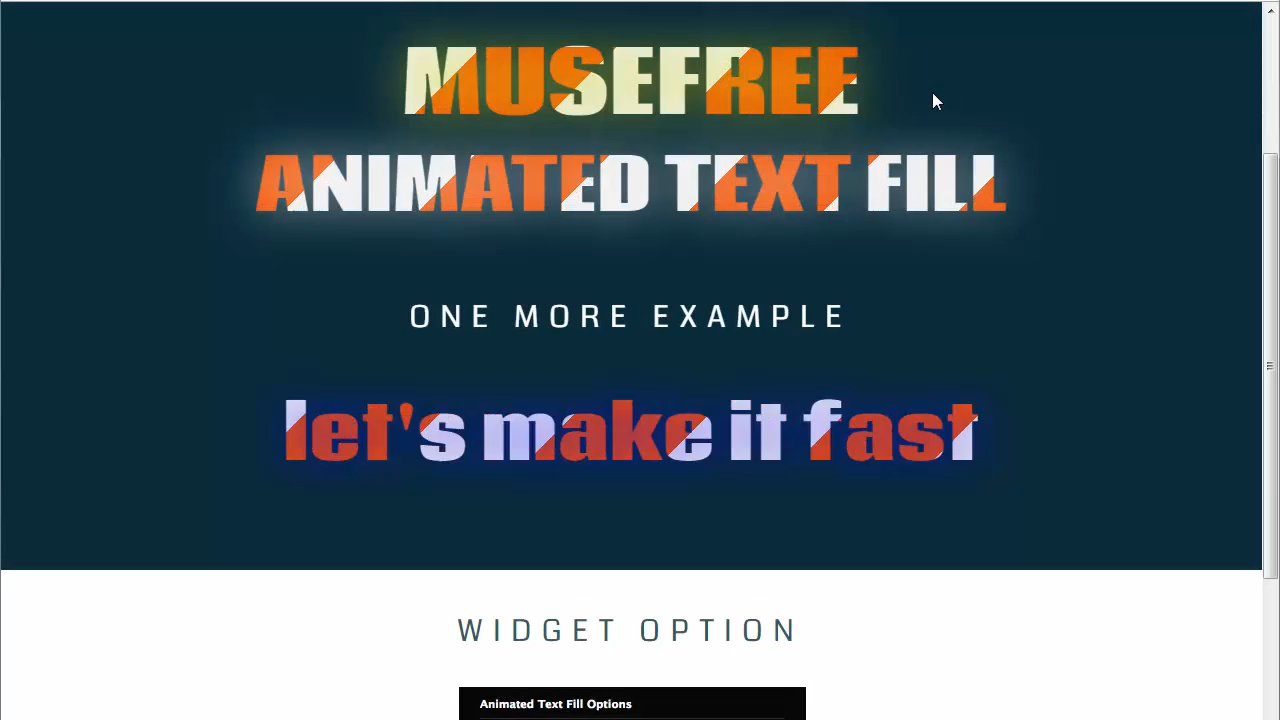 MUSEFREE
ANIMATED TEXT FILL
ONE MORE EXAMPLE
let's make it fast
WIDGET OPTION
Animated Text Fill Options